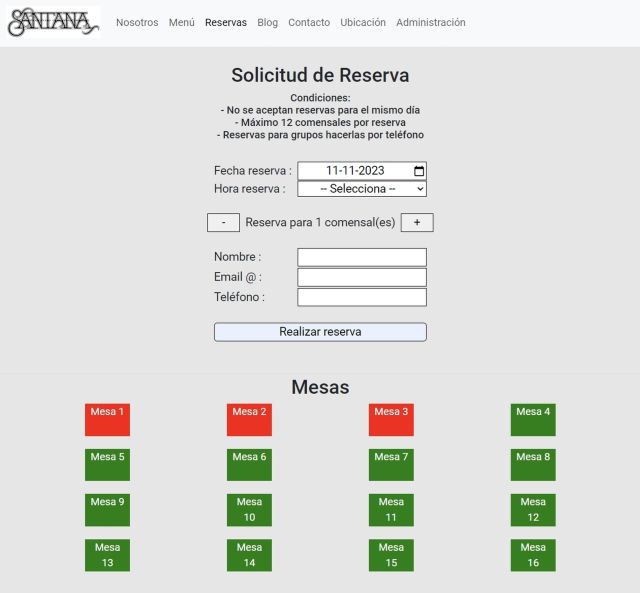 SANTANA
Nosotros Menú Reservas Blog Contacto Ubicación Administración
Solicitud de Reserva
Condiciones:
- No se aceptan reservas para el mismo día
- Máximo 12 comensales por reserva
- Reservas para grupos hacerlas por teléfono
Fecha reserva : 11-11-2023
Hora reserva : -- Selecciona --
- Reserva para 1 comensal(es) +
Nombre :
Email @ :
Teléfono :
Realizar reserva
Mesas
Mesa 1 Mesa 2 Mesa 3 Mesa 4
Mesa 5 Mesa 6 Mesa 7 Mesa 8
Mesa 9 Mesa 10 Mesa 11 Mesa 12
Mesa 13 Mesa 14 Mesa 15 Mesa 16